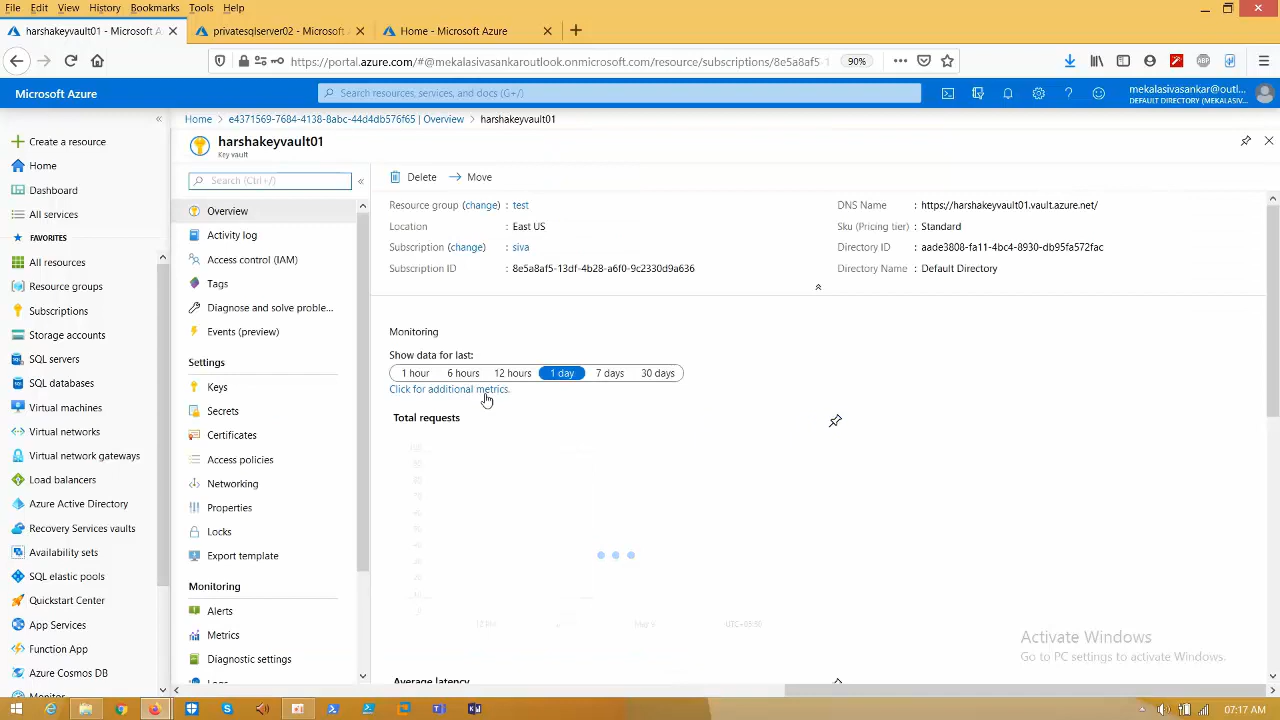 File Edit View History Bookmarks Tools Help
harshakeyvault01 - Microsoft A
privatesqlserver02 - Microsoft A
Home - Microsoft Azure
https://portal.azure.com/#@mekalasivasankaroutlook.onmicrosoft.com/resource/subscriptions/8e5a8af5-1
90%
Microsoft Azure
Search resources, services, and docs (G+/)
mekalasivasankar@outl...
DEFAULT DIRECTORY (MEKALASIV...
Create a resource
Home
Dashboard
All services
FAVORITES
All resources
Resource groups
Subscriptions
Storage accounts
SQL servers
SQL databases
Virtual machines
Virtual networks
Virtual network gateways
Load balancers
Azure Active Directory
Recovery Services vaults
Availability sets
SQL elastic pools
Quickstart Center
App Services
Function App
Azure Cosmos DB
Monitor
Home > e4371569-7684-4138-8abc-44d4db576f65 | Overview > harshakeyvault01
harshakeyvault01
Key vault
Search (Ctrl+/)
Overview
Activity log
Access control (IAM)
Tags
Diagnose and solve proble...
Events (preview)
Settings
Keys
Secrets
Certificates
Access policies
Networking
Properties
Locks
Export template
Monitoring
Alerts
Metrics
Diagnostic settings
Logs
Delete Move
Resource group (change) : test
Location : East US
Subscription (change) : siva
Subscription ID : 8e5a8af5-13df-4b28-a6f0-9c2330d9a636
DNS Name : https://harshakeyvault01.vault.azure.net/
Sku (Pricing tier) : Standard
Directory ID : aade3808-fa11-4bc4-8930-db95fa572fac
Directory Name : Default Directory
Monitoring
Show data for last:
1 hour 6 hours 12 hours 1 day 7 days 30 days
Click for additional metrics.
Total requests
UTC+05:30
Average latency
Activate Windows
Go to PC settings to activate Windows.
07:17 AM